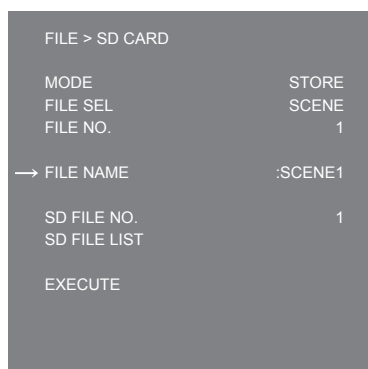 FILE > SD CARD
MODE STORE
FILE SEL SCENE
FILE NO. 1
→ FILE NAME :SCENE1
SD FILE NO. 1
SD FILE LIST
EXECUTE